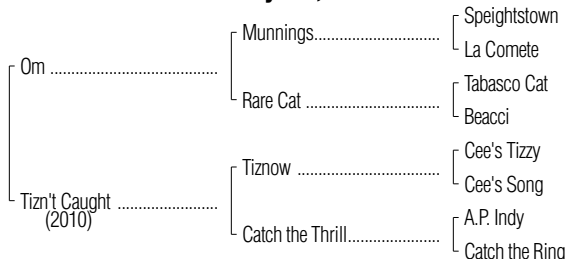 Speightstown
Munnings....................
La Comete
Om ........................................
Tabasco Cat
Rare Cat ................................
Beacci
Cee's Tizzy
Tiznow ..................................
Cee's Song
Tizn't Caught ........................
(2010)
A.P. Indy
Catch the Thrill......................
Catch the Ring